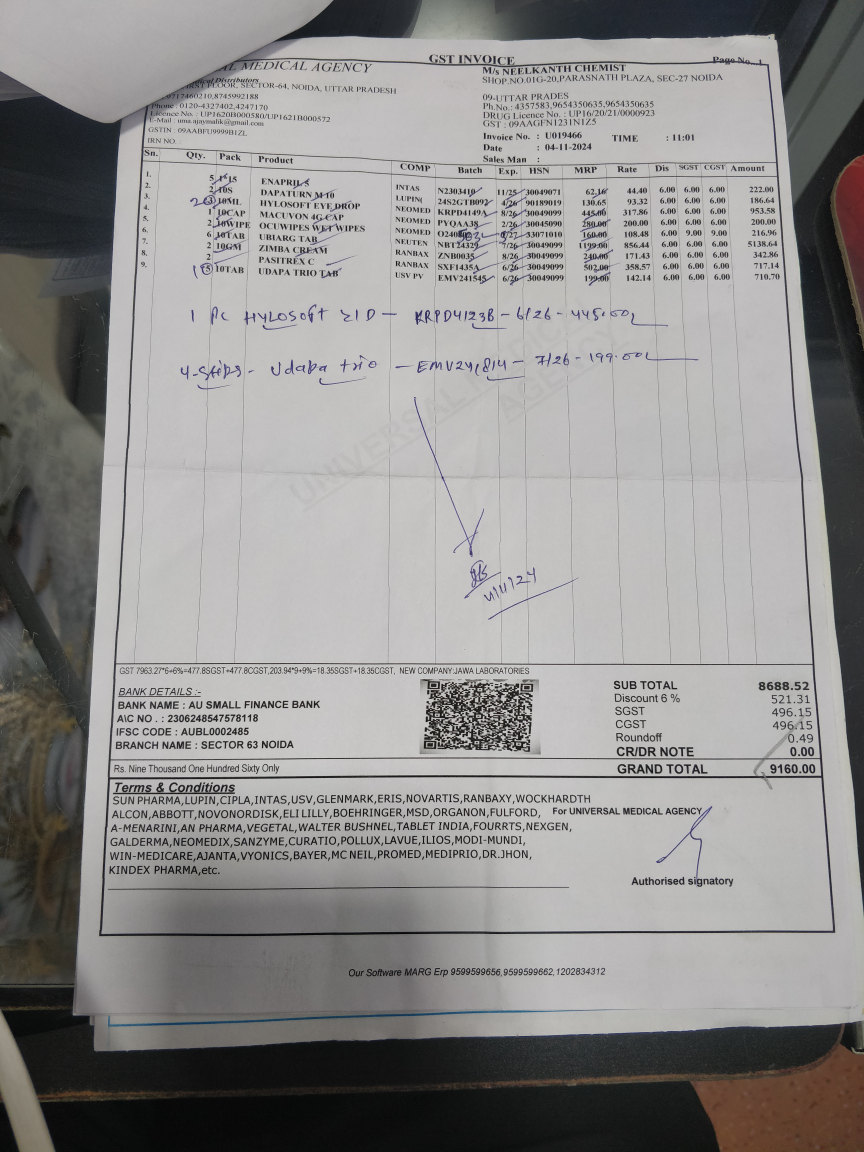 GST INVOICE
Page No..1
MEDICAL AGENCY
M/s NEELKANTH CHEMIST
Distributors
SHOP.NO.01G-20,PARASNATH PLAZA, SEC-27 NOIDA
FLOOR, SECTOR-64, NOIDA, UTTAR PRADESH
0717460210,8745992188
09-UTTAR PRADES
Phone : 0120-4327402,4247170
Ph.No.: 4357583,9654350635,9654350635
Licence No.: UP1620B000580/UP1621B000572
DRUG Licence No.: UP16/20/21/0000923
E-Mail : uma.ajaymalik@gmail.com
GST : 09AAGFN1231N1Z5
GSTIN : 09AABFU9999B1ZL
Invoice No. : U019466 TIME : 11:01
IRN NO.
Date : 04-11-2024
Sales Man :
Sn. Qty. Pack Product COMP Batch Exp. HSN MRP Rate Dis SGST CGST Amount
1. 5 1*15 ENAPRIL 5 INTAS N2303410 11/25 30049071 62.16 44.40 6.00 6.00 6.00 222.00
2. 2 10S DAPATURN M 10 LUPIN( 24S2GTB092 4/26 90189019 130.65 93.32 6.00 6.00 6.00 186.64
3. 10ML HYLOSOFT EYE DROP NEOMED KRPD4149A 8/26 30049099 445.00 317.86 6.00 6.00 6.00 953.58
4. 1 10CAP MACUVON 4G CAP NEOMED PYQAA38 2/26 30045090 280.00 200.00 6.00 6.00 6.00 200.00
5. 2 10WIPE OCUWIPES WET WIPES NEOMED 33071010 160.00 108.48 6.00 9.00 9.00 216.96
6. 6 10TAB UBIARG TAB NEUTEN NBT24329 7/26 30049099 1199.00 856.44 6.00 6.00 6.00 5138.64
7. 2 10GM ZIMBA CREAM RANBAX ZNB0035 8/26 30049099 240.00 171.43 6.00 6.00 6.00 342.86
8. 2 PASITREX C RANBAX SXF1435A 6/26 30049099 502.00 358.57 6.00 6.00 6.00 717.14
9. 5 10TAB UDAPA TRIO TAB USV PV EMV241545 6/26 30049099 199.00 142.14 6.00 6.00 6.00 710.70
1 Pc HYLOSOFT E/D - KRPD4123B - 6/26 - 445.00/-
4-Strips - Udapa trio - EMV241814 - 7/26 - 199.00/-
UNIVERSAL MEDICAL AGENCY
4/11/24
GST 7963.27*6+6%=477.8SGST+477.8CGST,203.94*9+9%=18.35SGST+18.35CGST, NEW COMPANY:JAWA LABORATORIES
BANK DETAILS :-
BANK NAME : AU SMALL FINANCE BANK
A\C NO . : 2306248547578118
IFSC CODE : AUBL0002485
BRANCH NAME : SECTOR 63 NOIDA
SUB TOTAL 8688.52
Discount 6 % 521.31
SGST 496.15
CGST 496.15
Roundoff 0.49
CR/DR NOTE 0.00
Rs. Nine Thousand One Hundred Sixty Only
GRAND TOTAL 9160.00
Terms & Conditions
SUN PHARMA,LUPIN,CIPLA,INTAS,USV,GLENMARK,ERIS,NOVARTIS,RANBAXY,WOCKHARDTH
ALCON,ABBOTT,NOVONORDISK,ELI LILLY,BOEHRINGER,MSD,ORGANON,FULFORD,
For UNIVERSAL MEDICAL AGENCY
A-MENARINI,AN PHARMA,VEGETAL,WALTER BUSHNEL,TABLET INDIA,FOURRTS,NEXGEN,
GALDERMA,NEOMEDIX,SANZYME,CURATIO,POLLUX,LAVUE,ILIOS,MODI-MUNDI,
WIN-MEDICARE,AJANTA,VYONICS,BAYER,MC NEIL,PROMED,MEDIPRIO,DR.JHON,
KINDEX PHARMA,etc.
Authorised signatory
Our Software MARG Erp 9599599656,9599599662,1202834312